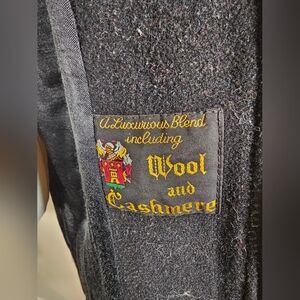 A Luxurious Blend
including
Wool
and
Cashmere